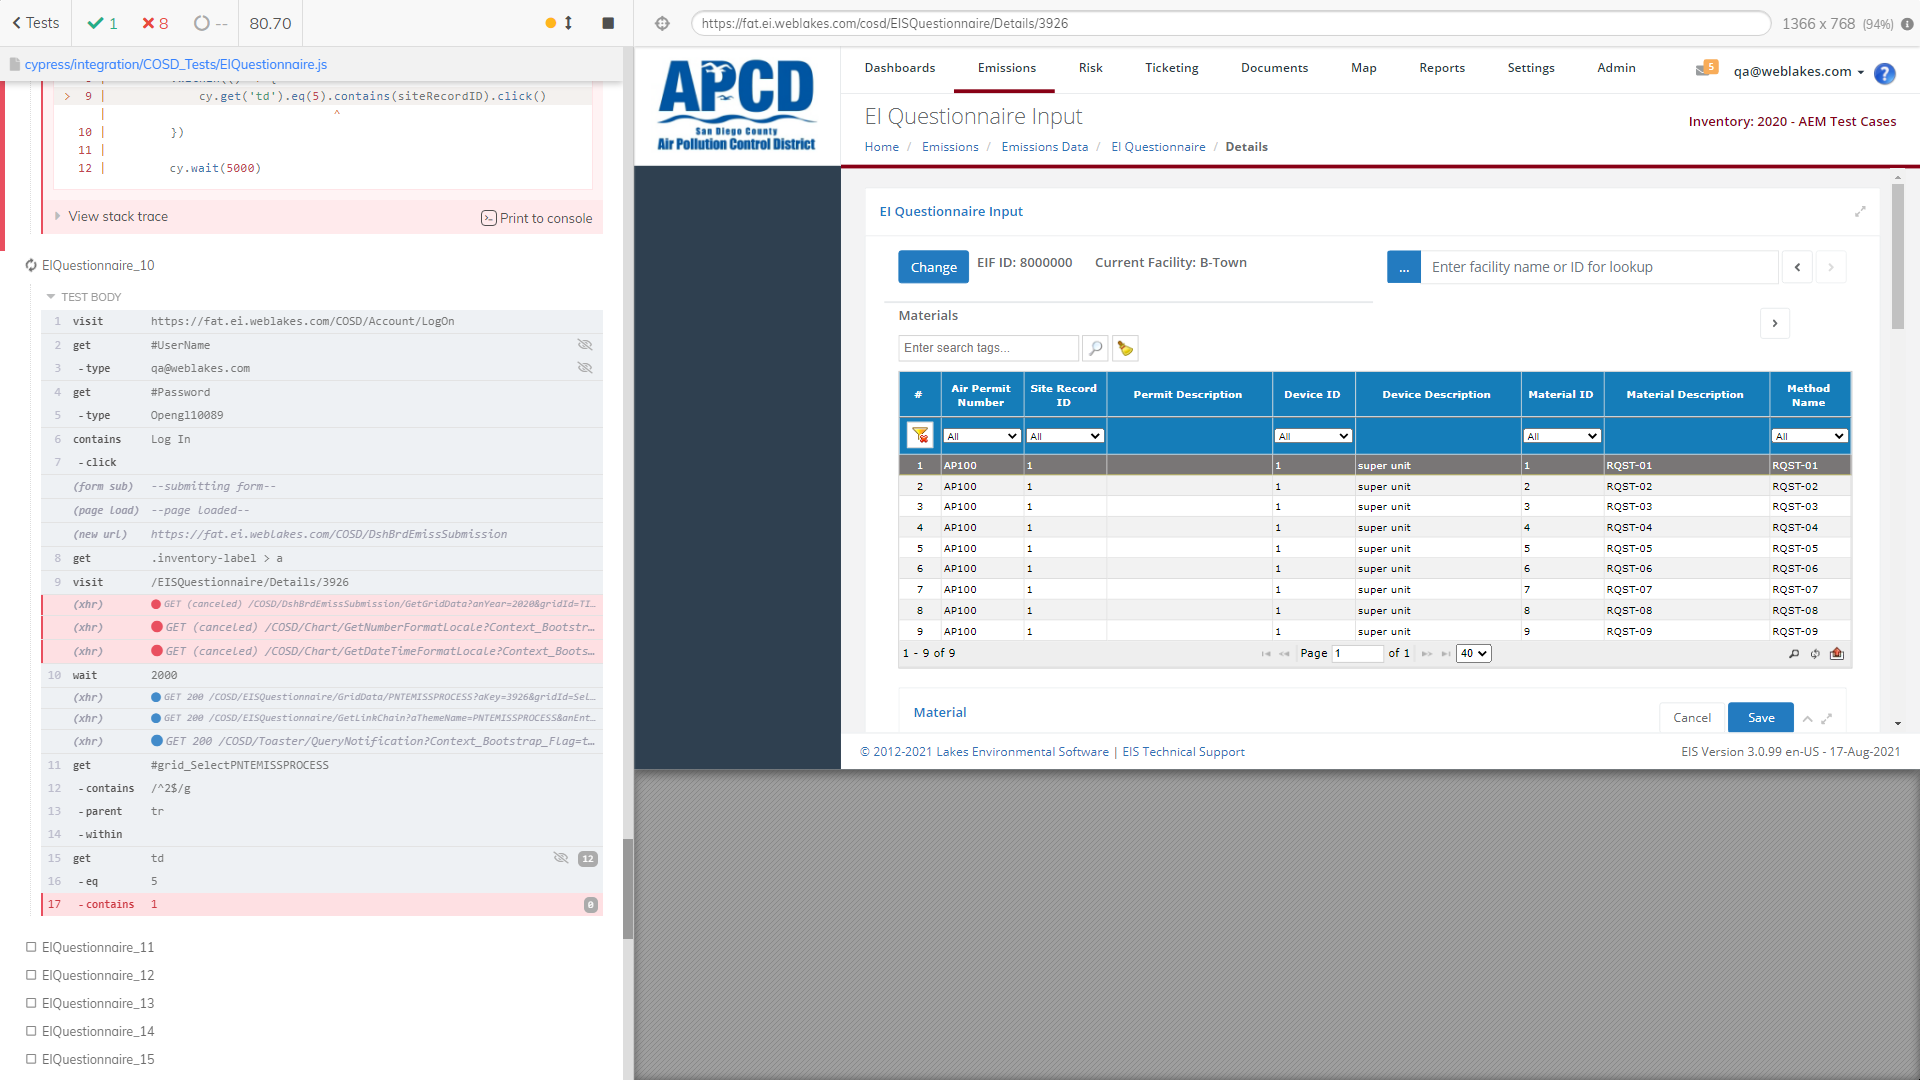 Tests
1
8
--
80.70
cypress/integration/COSD_Tests/EIQuestionnaire.js
> 9 | cy.get('td').eq(5).contains(siteRecordID).click()
| ^
10 | })
11 |
12 | cy.wait(5000)
View stack trace
Print to console
EIQuestionnaire_10
TEST BODY
1 visit https://fat.ei.weblakes.com/COSD/Account/LogOn
2 get #UserName
3 -type qa@weblakes.com
4 get #Password
5 -type Opengl10089
6 contains Log In
7 -click
(form sub) --submitting form--
(page load) --page loaded--
(new url) https://fat.ei.weblakes.com/COSD/DshBrdEmissSubmission
8 get .inventory-label > a
9 visit /EISQuestionnaire/Details/3926
(xhr) GET (canceled) /COSD/DshBrdEmissSubmission/GetGridData?anYear=2020&gridId=TI...
(xhr) GET (canceled) /COSD/Chart/GetNumberFormatLocale?Context_Bootstr...
(xhr) GET (canceled) /COSD/Chart/GetDateTimeFormatLocale?Context_Boots...
10 wait 2000
(xhr) GET 200 /COSD/EISQuestionnaire/GridData/PNTEMISSPROCESS?aKey=3926&gridId=Sel...
(xhr) GET 200 /COSD/EISQuestionnaire/GetLinkChain?aThemeName=PNTEMISSPROCESS&anEnt...
(xhr) GET 200 /COSD/Toaster/QueryNotification?Context_Bootstrap_Flag=t...
11 get #grid_SelectPNTEMISSPROCESS
12 -contains /^2$/g
13 -parent tr
14 -within
15 get td 12
16 -eq 5
17 -contains 1 0
EIQuestionnaire_11
EIQuestionnaire_12
EIQuestionnaire_13
EIQuestionnaire_14
EIQuestionnaire_15
https://fat.ei.weblakes.com/cosd/EISQuestionnaire/Details/3926
1366 x 768 (94%)
APCD
San Diego County
Air Pollution Control District
Dashboards Emissions Risk Ticketing Documents Map Reports Settings Admin 5 qa@weblakes.com ?
EI Questionnaire Input
Inventory: 2020 - AEM Test Cases
Home / Emissions / Emissions Data / EI Questionnaire / Details
EI Questionnaire Input
Change EIF ID: 8000000 Current Facility: B-Town ... Enter facility name or ID for lookup
Materials
Enter search tags...
# Air Permit Number Site Record ID Permit Description Device ID Device Description Material ID Material Description Method Name
All All All All All
1 AP100 1 1 super unit 1 RQST-01 RQST-01
2 AP100 1 1 super unit 2 RQST-02 RQST-02
3 AP100 1 1 super unit 3 RQST-03 RQST-03
4 AP100 1 1 super unit 4 RQST-04 RQST-04
5 AP100 1 1 super unit 5 RQST-05 RQST-05
6 AP100 1 1 super unit 6 RQST-06 RQST-06
7 AP100 1 1 super unit 7 RQST-07 RQST-07
8 AP100 1 1 super unit 8 RQST-08 RQST-08
9 AP100 1 1 super unit 9 RQST-09 RQST-09
1 - 9 of 9 Page 1 of 1 40
Material Cancel Save
© 2012-2021 Lakes Environmental Software | EIS Technical Support
EIS Version 3.0.99 en-US - 17-Aug-2021